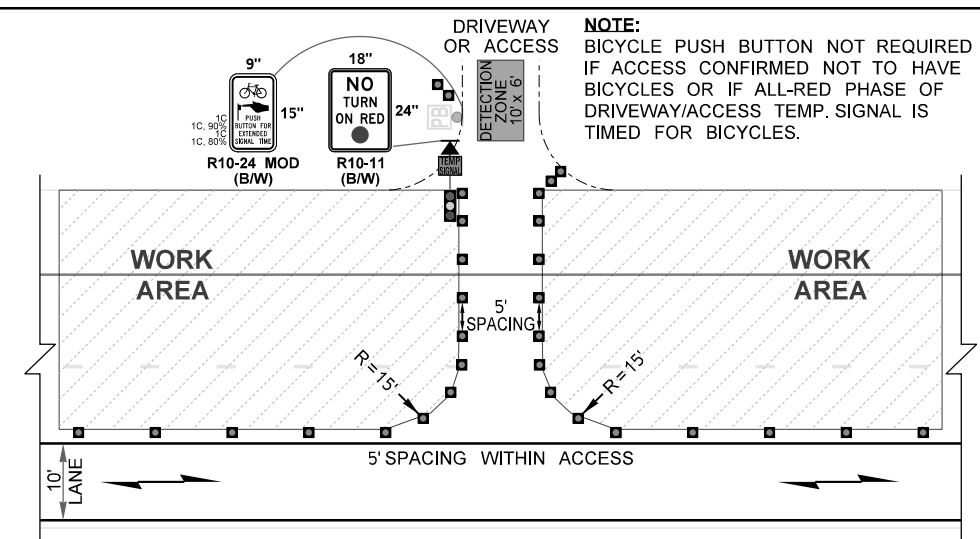 DRIVEWAY
OR ACCESS
NOTE:
BICYCLE PUSH BUTTON NOT REQUIRED
IF ACCESS CONFIRMED NOT TO HAVE
BICYCLES OR IF ALL-RED PHASE OF
DRIVEWAY/ACCESS TEMP. SIGNAL IS
TIMED FOR BICYCLES.
9"
15"
1C
1C, 90%
1C
1C, 80%
PUSH
BUTTON FOR
EXTENDED
SIGNAL TIME
R10-24 MOD
(B/W)
18"
24"
NO
TURN
ON RED
R10-11
(B/W)
PB
DETECTION
ZONE
10' x 6'
TEMP
SIGNAL
WORK
AREA
WORK
AREA
5'
SPACING
R=15'
R=15'
5' SPACING WITHIN ACCESS
10'
LANE